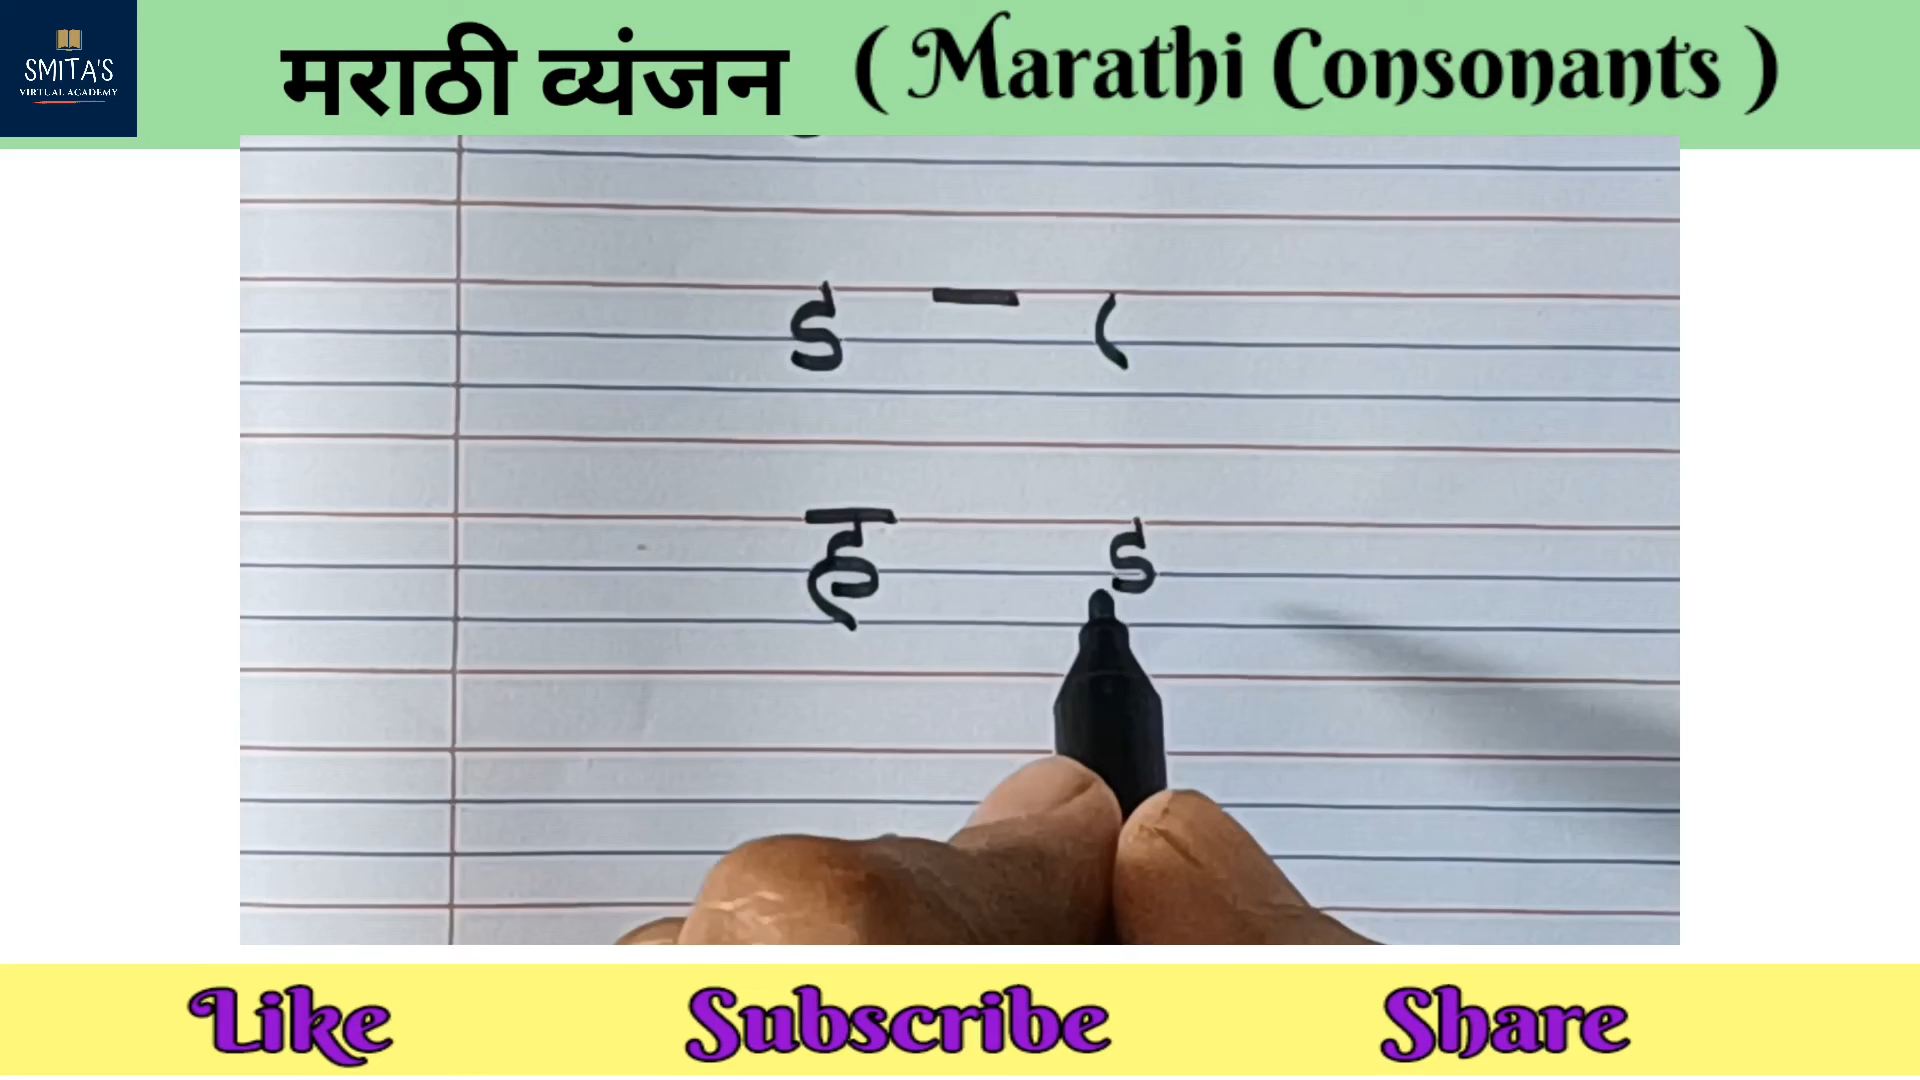 SMITA'S
VIRTUAL ACADEMY
मराठी व्यंजन ( Marathi Consonants )
ह
Like Subscribe Share